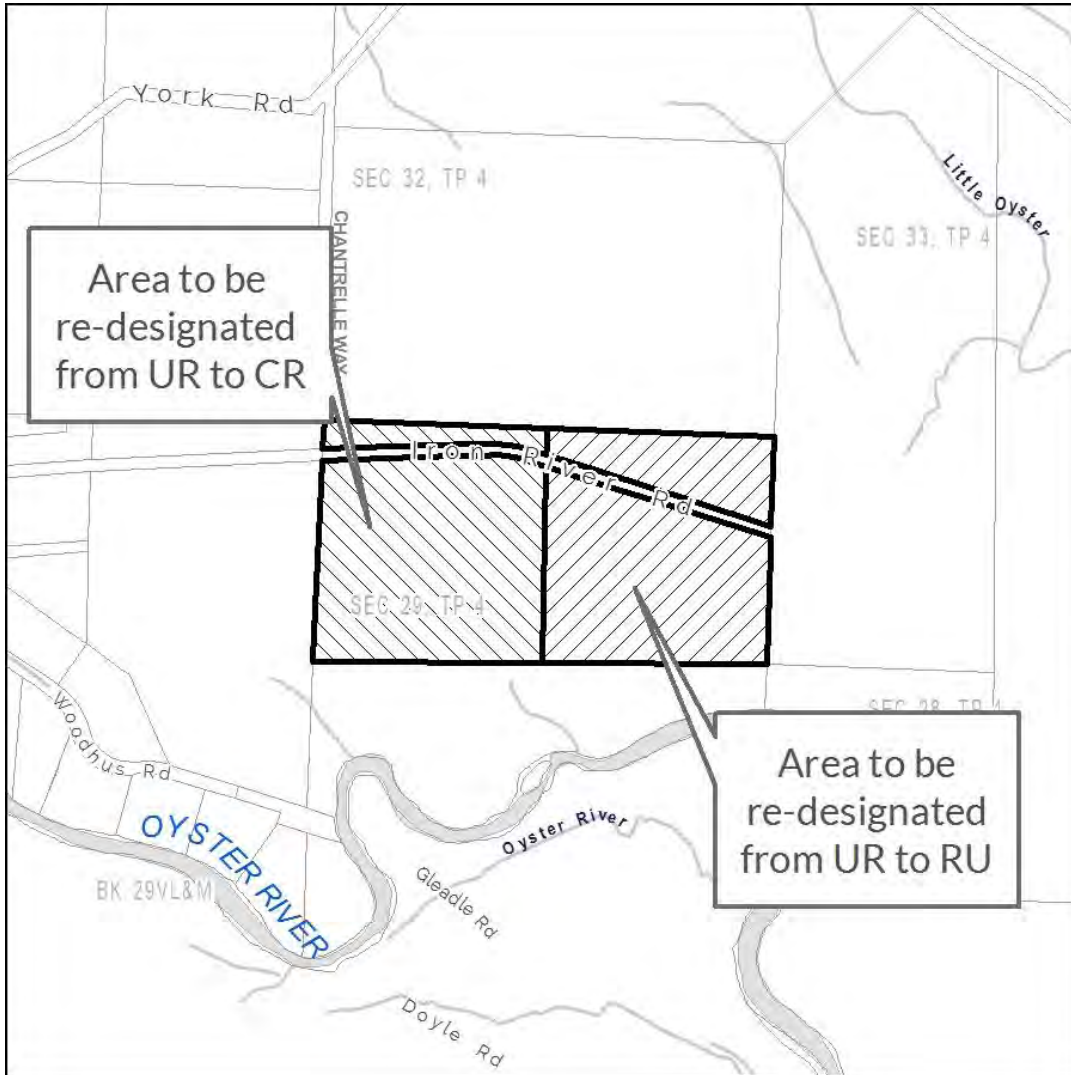 York Rd
SEC 32, TP 4
Little Oyster
SEC 33, TP 4
CHANTRELLE WAY
Area to be
re-designated
from UR to CR
Iron River Rd
SEC 29, TP 4
Woodhus Rd
SEC 28, TP 4
Area to be
re-designated
from UR to RU
OYSTER RIVER
Oyster River
BK 29VL&M
Gleadle Rd
Doyle Rd